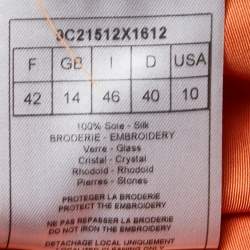 9C21512X1612
F GB I D USA
42 14 46 40 10
100% Soie - Silk
BRODERIE - EMBROIDERY
Verre - Glass
Cristal - Crystal
Rhodoid - Rhodoid
Pierres - Stones
PROTEGER LA BRODERIE
PROTECT THE EMBROIDERY
NE PAS REPASSER LA BRODERIE
DO NOT IRON THE EMBROIDERY
DETACHAGE LOCAL UNIQUEMENT